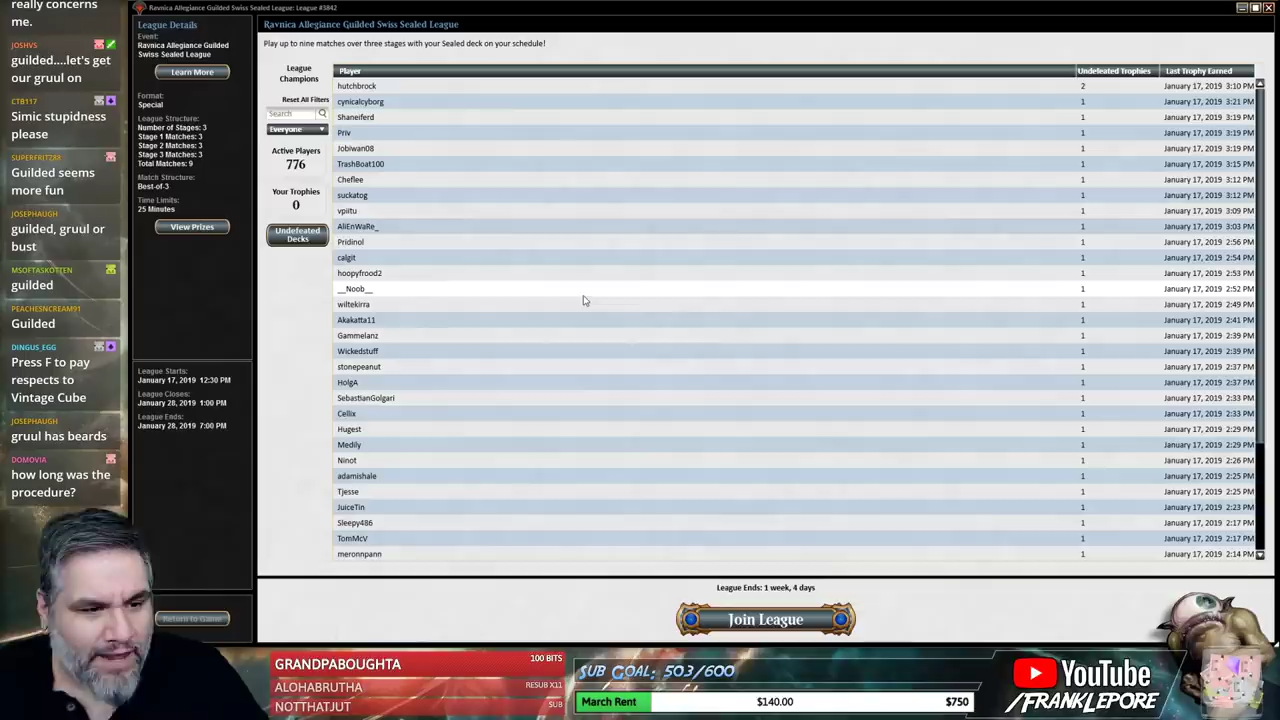 really concerns
me.
JOSHVS
guilded....let's get
our gruul on
CTB117
Simic stupidness
please
SUPERFRITZ88
Guilded seems
more fun
JOSEPHAUGH
guilded, gruul or
bust
MSOFTASKOTTEN
guilded
PEACHESNCREAM91
Guilded
DINGUS_EGG
Press F to pay
respects to
Vintage Cube
JOSEPHAUGH
gruul has beards
DOMOVIA
how long was the
procedure?
Ravnica Allegiance Guilded Swiss Sealed League: League #3842
League Details
Event:
Ravnica Allegiance Guilded
Swiss Sealed League
Learn More
Format:
Special
League Structure:
Number of Stages: 3
Stage 1 Matches: 3
Stage 2 Matches: 3
Stage 3 Matches: 3
Total Matches: 9
Match Structure:
Best-of-3
Time Limits:
25 Minutes
View Prizes
League Starts:
January 17, 2019 12:30 PM
League Closes:
January 28, 2019 1:00 PM
League Ends:
January 28, 2019 7:00 PM
Return to Game
Ravnica Allegiance Guilded Swiss Sealed League
Play up to nine matches over three stages with your Sealed deck on your schedule!
League
Champions
Reset All Filters
Search
Everyone
Active Players
776
Your Trophies
0
Undefeated
Decks
Player Undefeated Trophies Last Trophy Earned
hutchbrock 2 January 17, 2019 3:10 PM
cynicalcyborg 1 January 17, 2019 3:21 PM
Shaneiferd 1 January 17, 2019 3:19 PM
Priv 1 January 17, 2019 3:19 PM
Jobiwan08 1 January 17, 2019 3:19 PM
TrashBoat100 1 January 17, 2019 3:15 PM
Cheflee 1 January 17, 2019 3:12 PM
suckatog 1 January 17, 2019 3:12 PM
vpiitu 1 January 17, 2019 3:09 PM
AliEnWaRe_ 1 January 17, 2019 3:03 PM
Pridinol 1 January 17, 2019 2:56 PM
calgit 1 January 17, 2019 2:54 PM
hoopyfrood2 1 January 17, 2019 2:53 PM
__Noob__ 1 January 17, 2019 2:52 PM
wiltekirra 1 January 17, 2019 2:49 PM
Akakatta11 1 January 17, 2019 2:41 PM
Gammelanz 1 January 17, 2019 2:39 PM
Wickedstuff 1 January 17, 2019 2:39 PM
stonepeanut 1 January 17, 2019 2:37 PM
HolgA 1 January 17, 2019 2:37 PM
SebastianGolgari 1 January 17, 2019 2:33 PM
Cellix 1 January 17, 2019 2:33 PM
Hugest 1 January 17, 2019 2:29 PM
Medily 1 January 17, 2019 2:29 PM
Ninot 1 January 17, 2019 2:26 PM
adamishale 1 January 17, 2019 2:25 PM
Tjesse 1 January 17, 2019 2:25 PM
JuiceTin 1 January 17, 2019 2:23 PM
Sleepy486 1 January 17, 2019 2:17 PM
TomMcV 1 January 17, 2019 2:17 PM
meronnpann 1 January 17, 2019 2:14 PM
League Ends: 1 week, 4 days
Join League
GRANDPABOUGHTA 100 BITS
ALOHABRUTHA RESUB X11
NOTTHATJUT SUB
SUB GOAL: 503/600
March Rent $140.00 $750
YouTube
/FRANKLEPORE